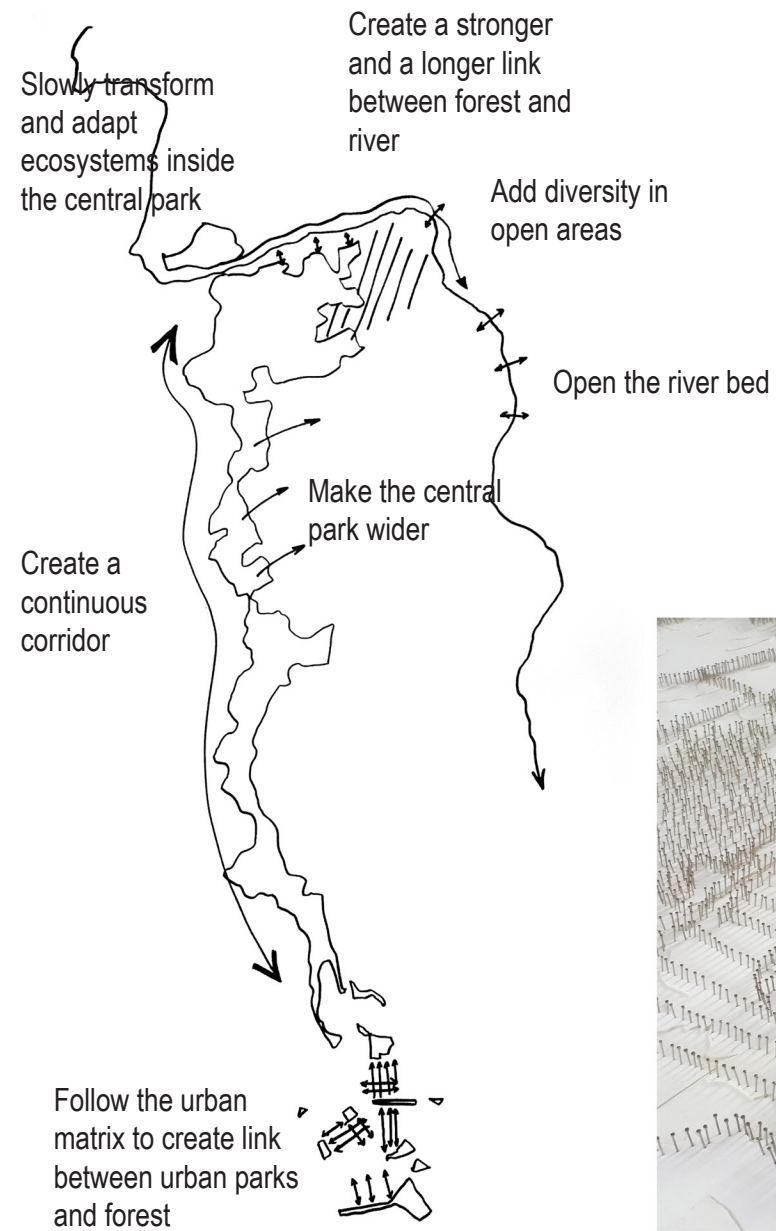 Create a stronger
and a longer link
between forest and
river
Slowly transform
and adapt
ecosystems inside
the central park
Add diversity in
open areas
Open the river bed
Make the central
park wider
Create a
continuous
corridor
Follow the urban
matrix to create link
between urban parks
and forest